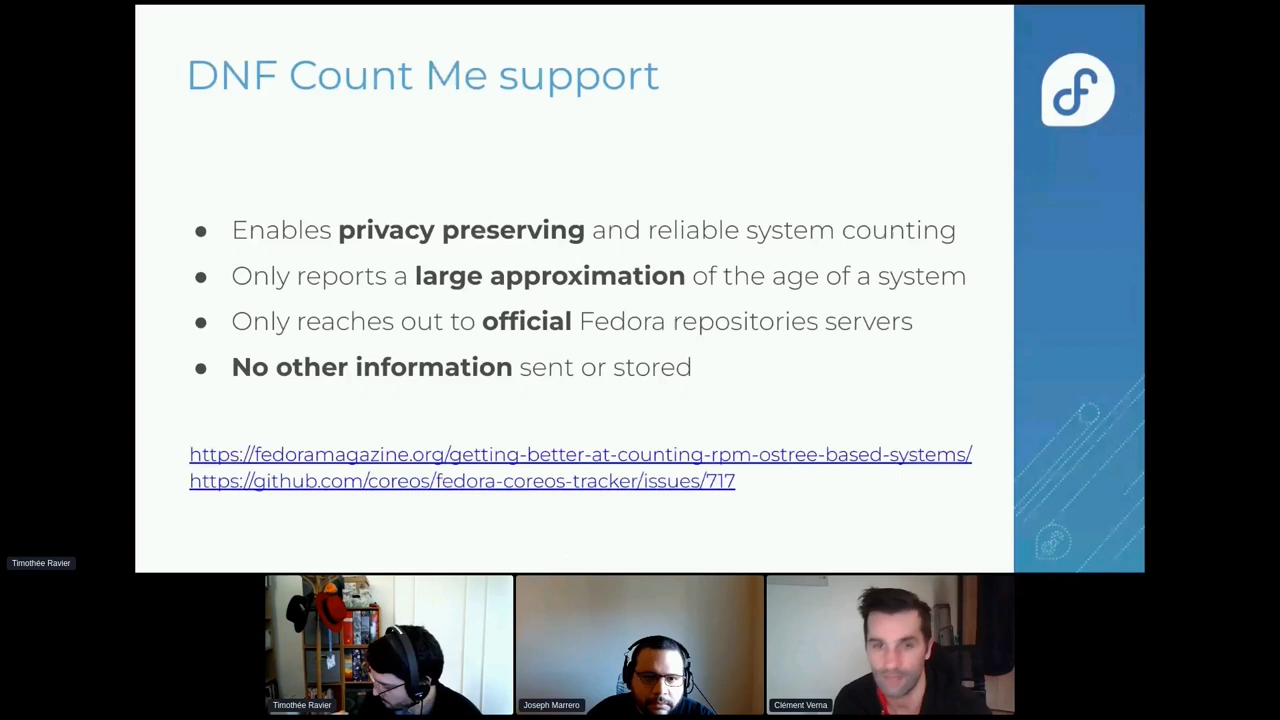 DNF Count Me support
● Enables privacy preserving and reliable system counting
● Only reports a large approximation of the age of a system
● Only reaches out to official Fedora repositories servers
● No other information sent or stored
https://fedoramagazine.org/getting-better-at-counting-rpm-ostree-based-systems/
https://github.com/coreos/fedora-coreos-tracker/issues/717
Timothée Ravier
Timothée Ravier
Joseph Marrero
Clément Verna